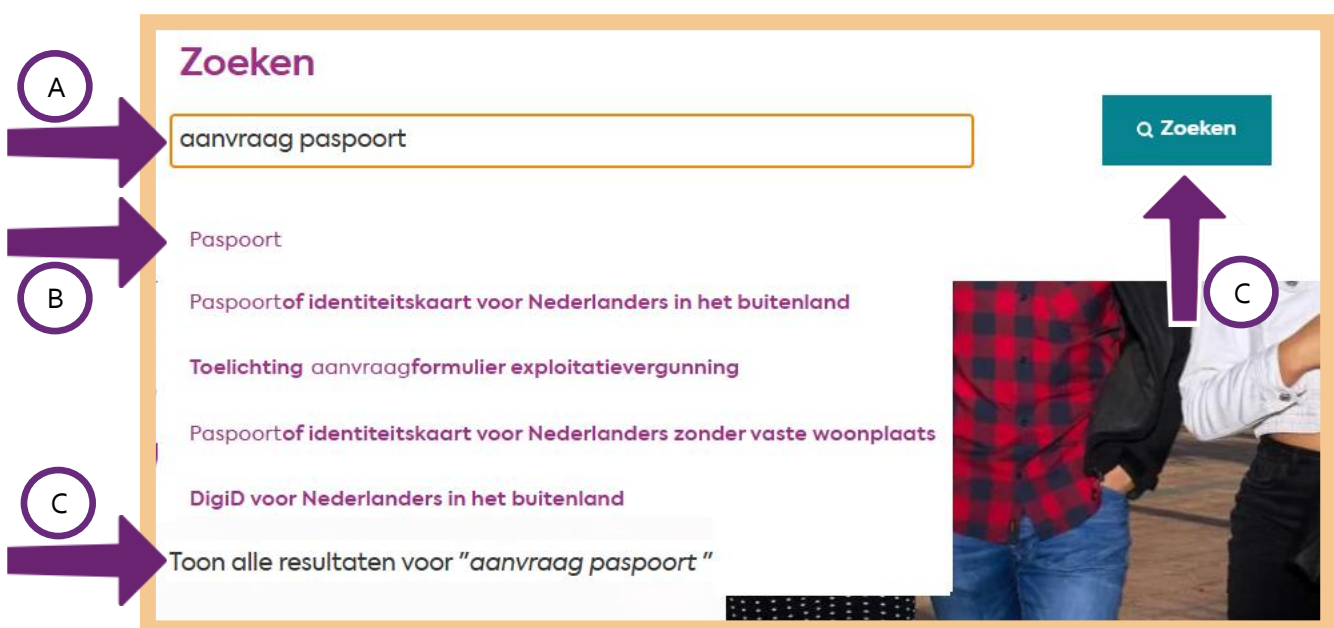 Zoeken
A
aanvraag paspoort
Zoeken
Paspoort
B
Paspoortof identiteitskaart voor Nederlanders in het buitenland
C
Toelichting aanvraagformulier exploitatievergunning
Paspoortof identiteitskaart voor Nederlanders zonder vaste woonplaats
DigiD voor Nederlanders in het buitenland
C
Toon alle resultaten voor "aanvraag paspoort "